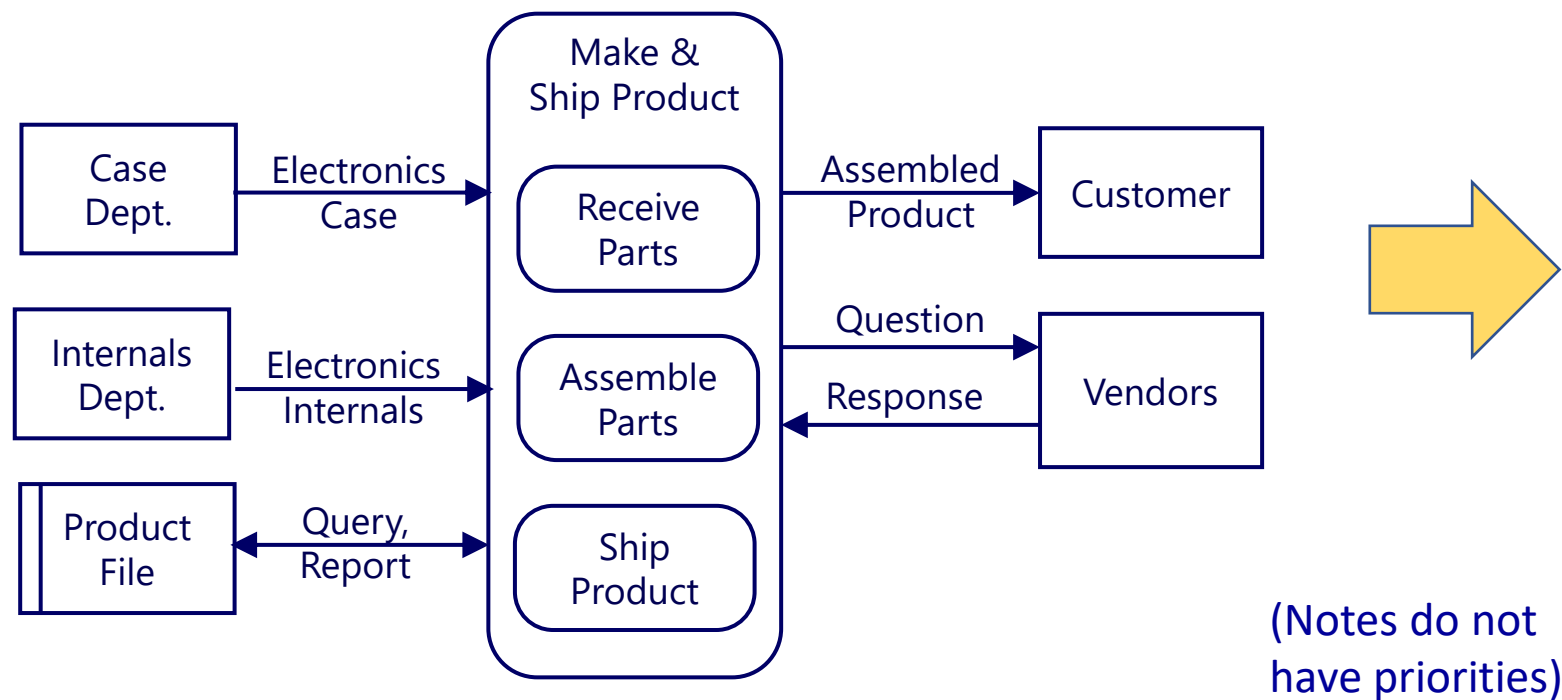 Make &
Ship Product
Case
Dept.
Electronics
Case
Receive
Parts
Assembled
Product
Customer
Internals
Dept.
Electronics
Internals
Assemble
Parts
Question
Response
Vendors
Product
File
Query,
Report
Ship
Product
(Notes do not
have priorities)